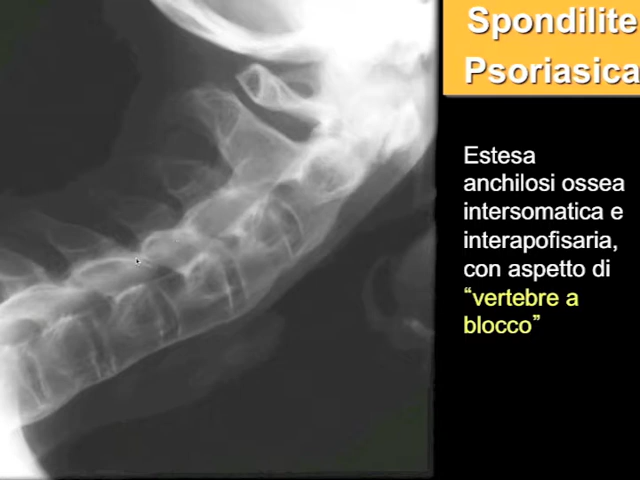 Spondilite
Psoriasica
Estesa
anchilosi ossea
intersomatica e
interapofisaria,
con aspetto di
“vertebre a
blocco”